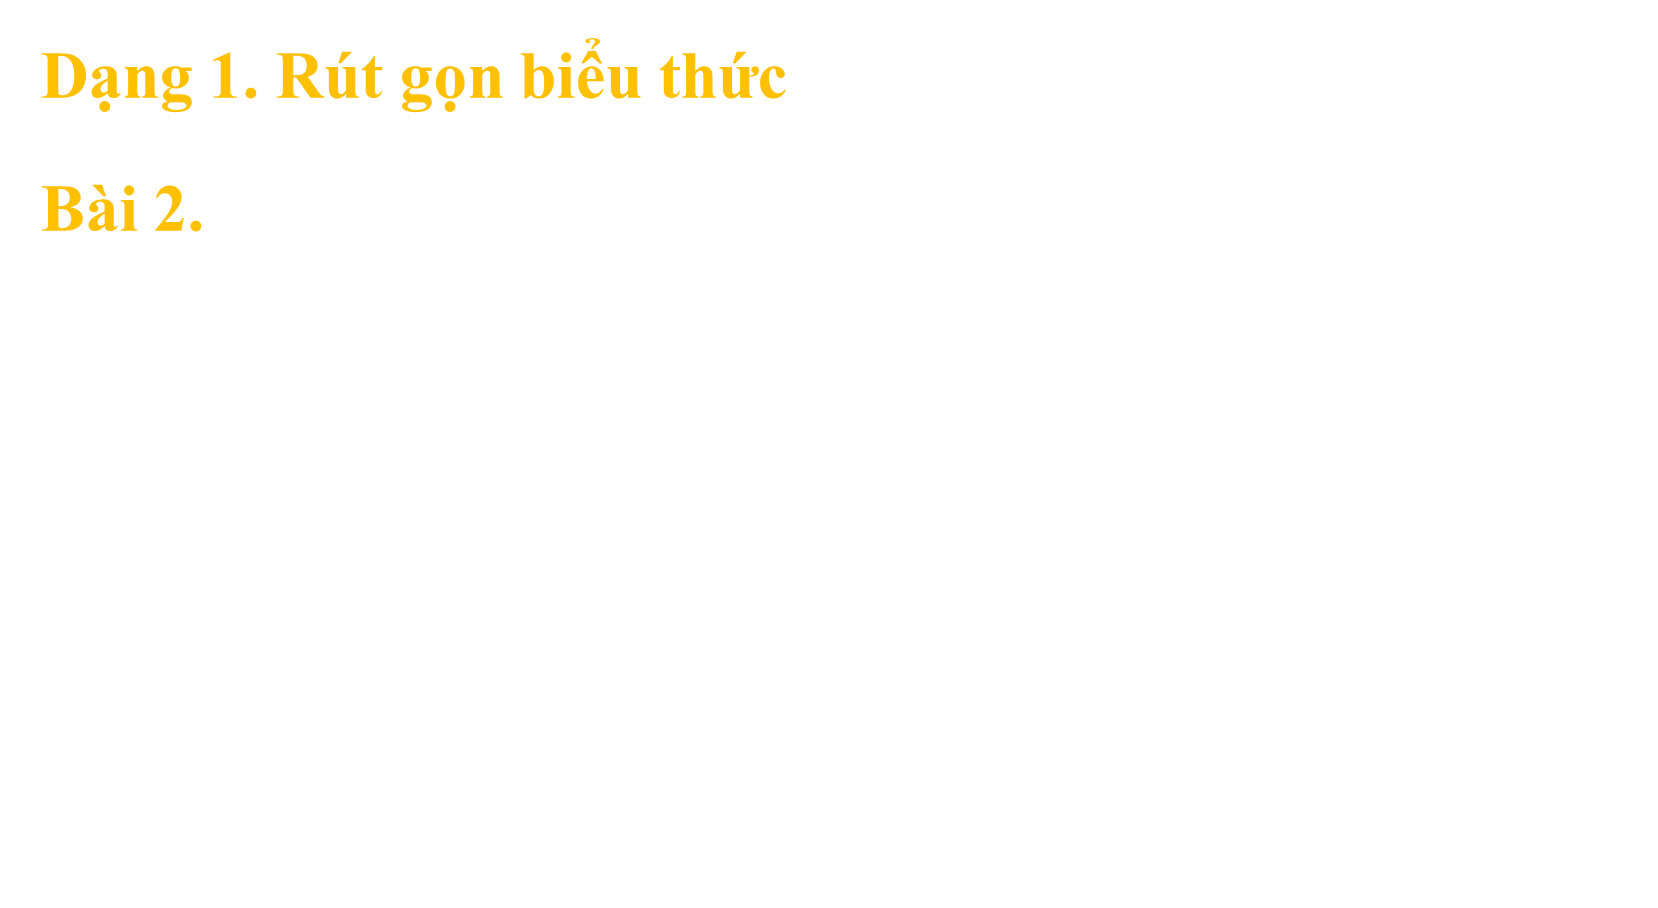 Dạng 1. Rút gọn biểu thức
Bài 2.